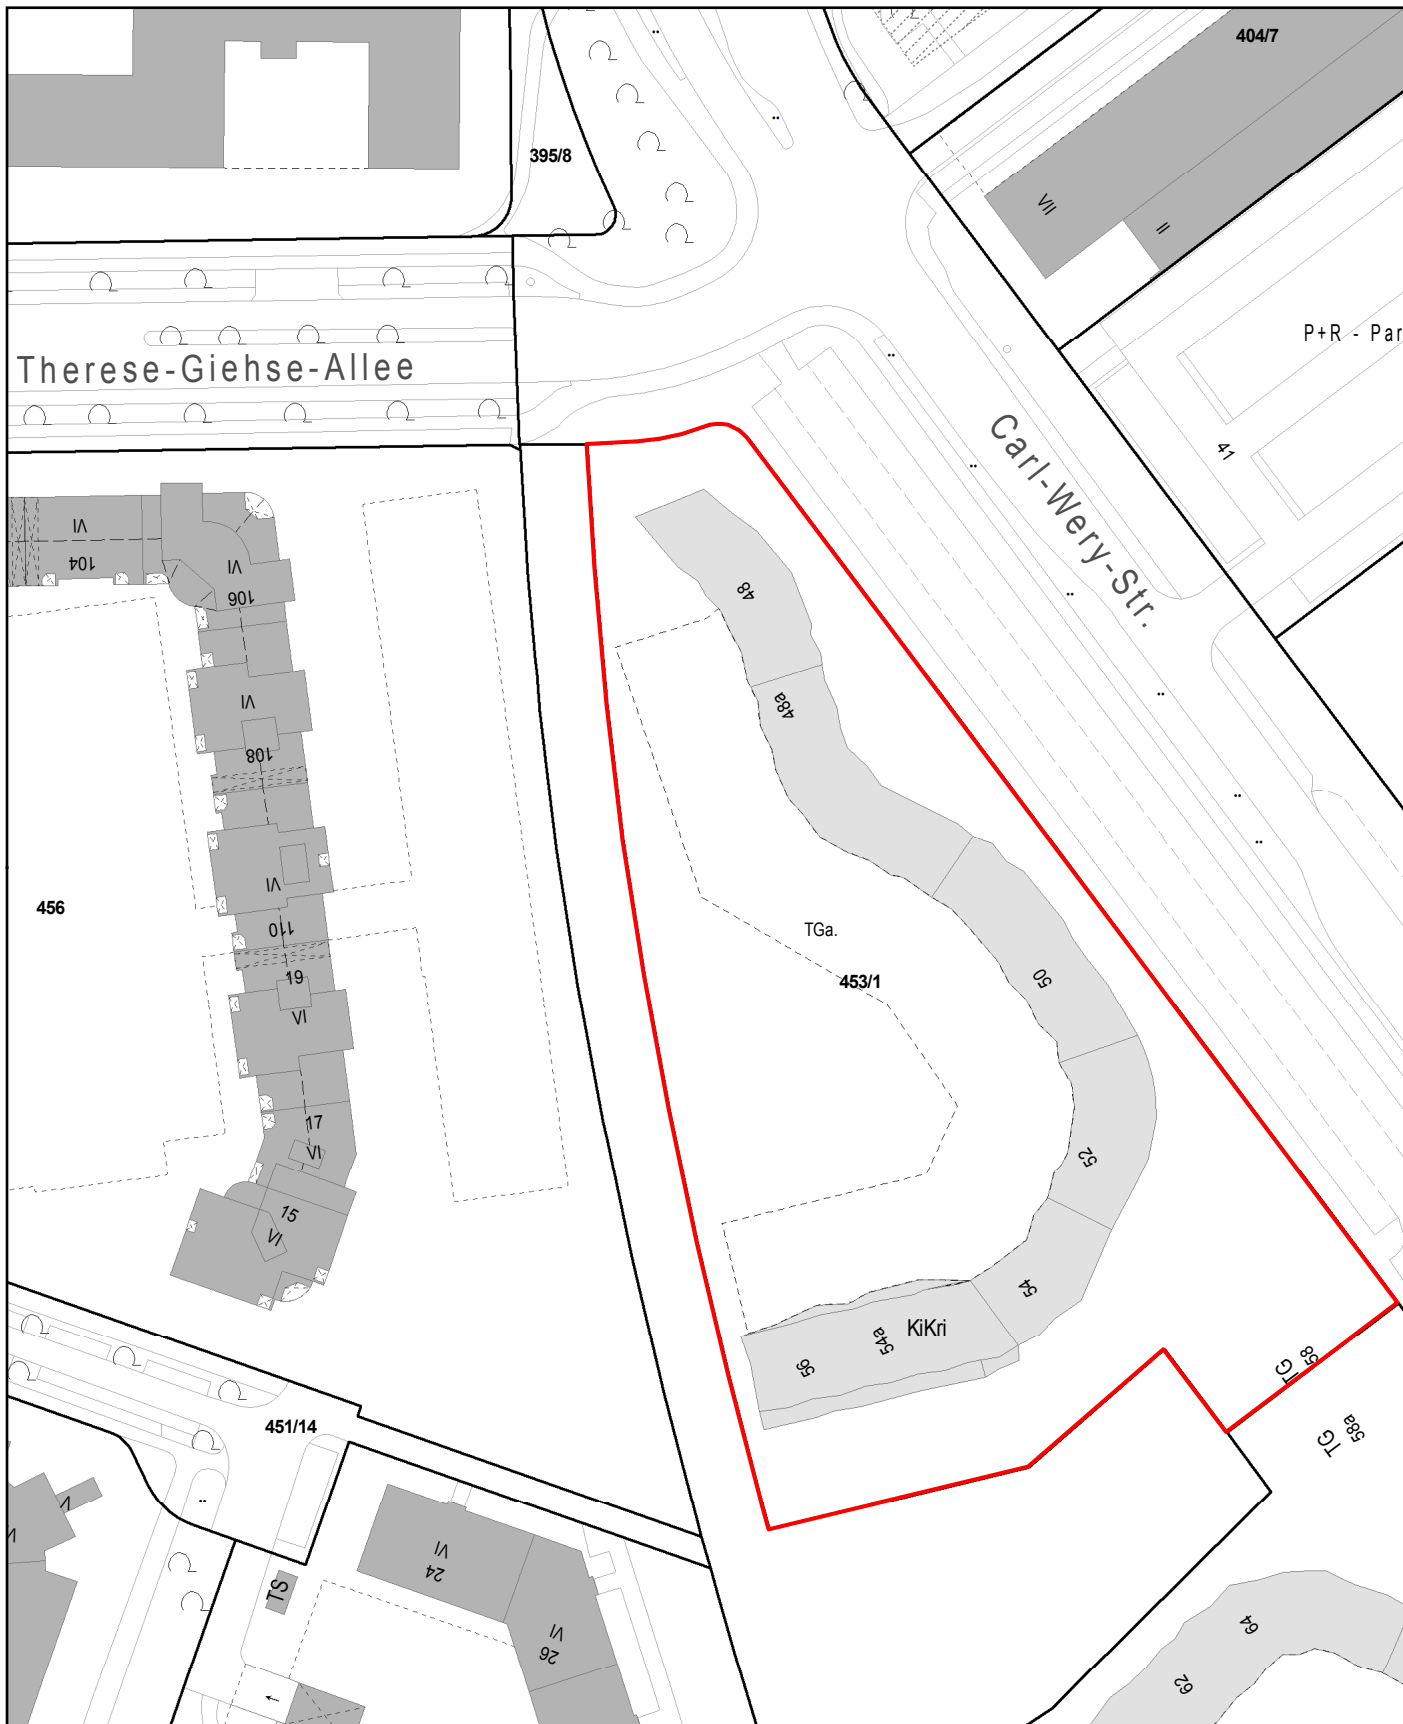 404/7
395/8
VII
II
P+R - Par
Therese-Giehse-Allee
Carl-Wery-Str.
41
VI
104
VI
106
48
VI
48a
108
VI
456
110
TGa.
19
453/1
50
VI
17
VI
52
15
VI
54
KiKri
54a
56
TG 58
451/14
TG 58a
V
VI
24
TS
VI
26
64
62